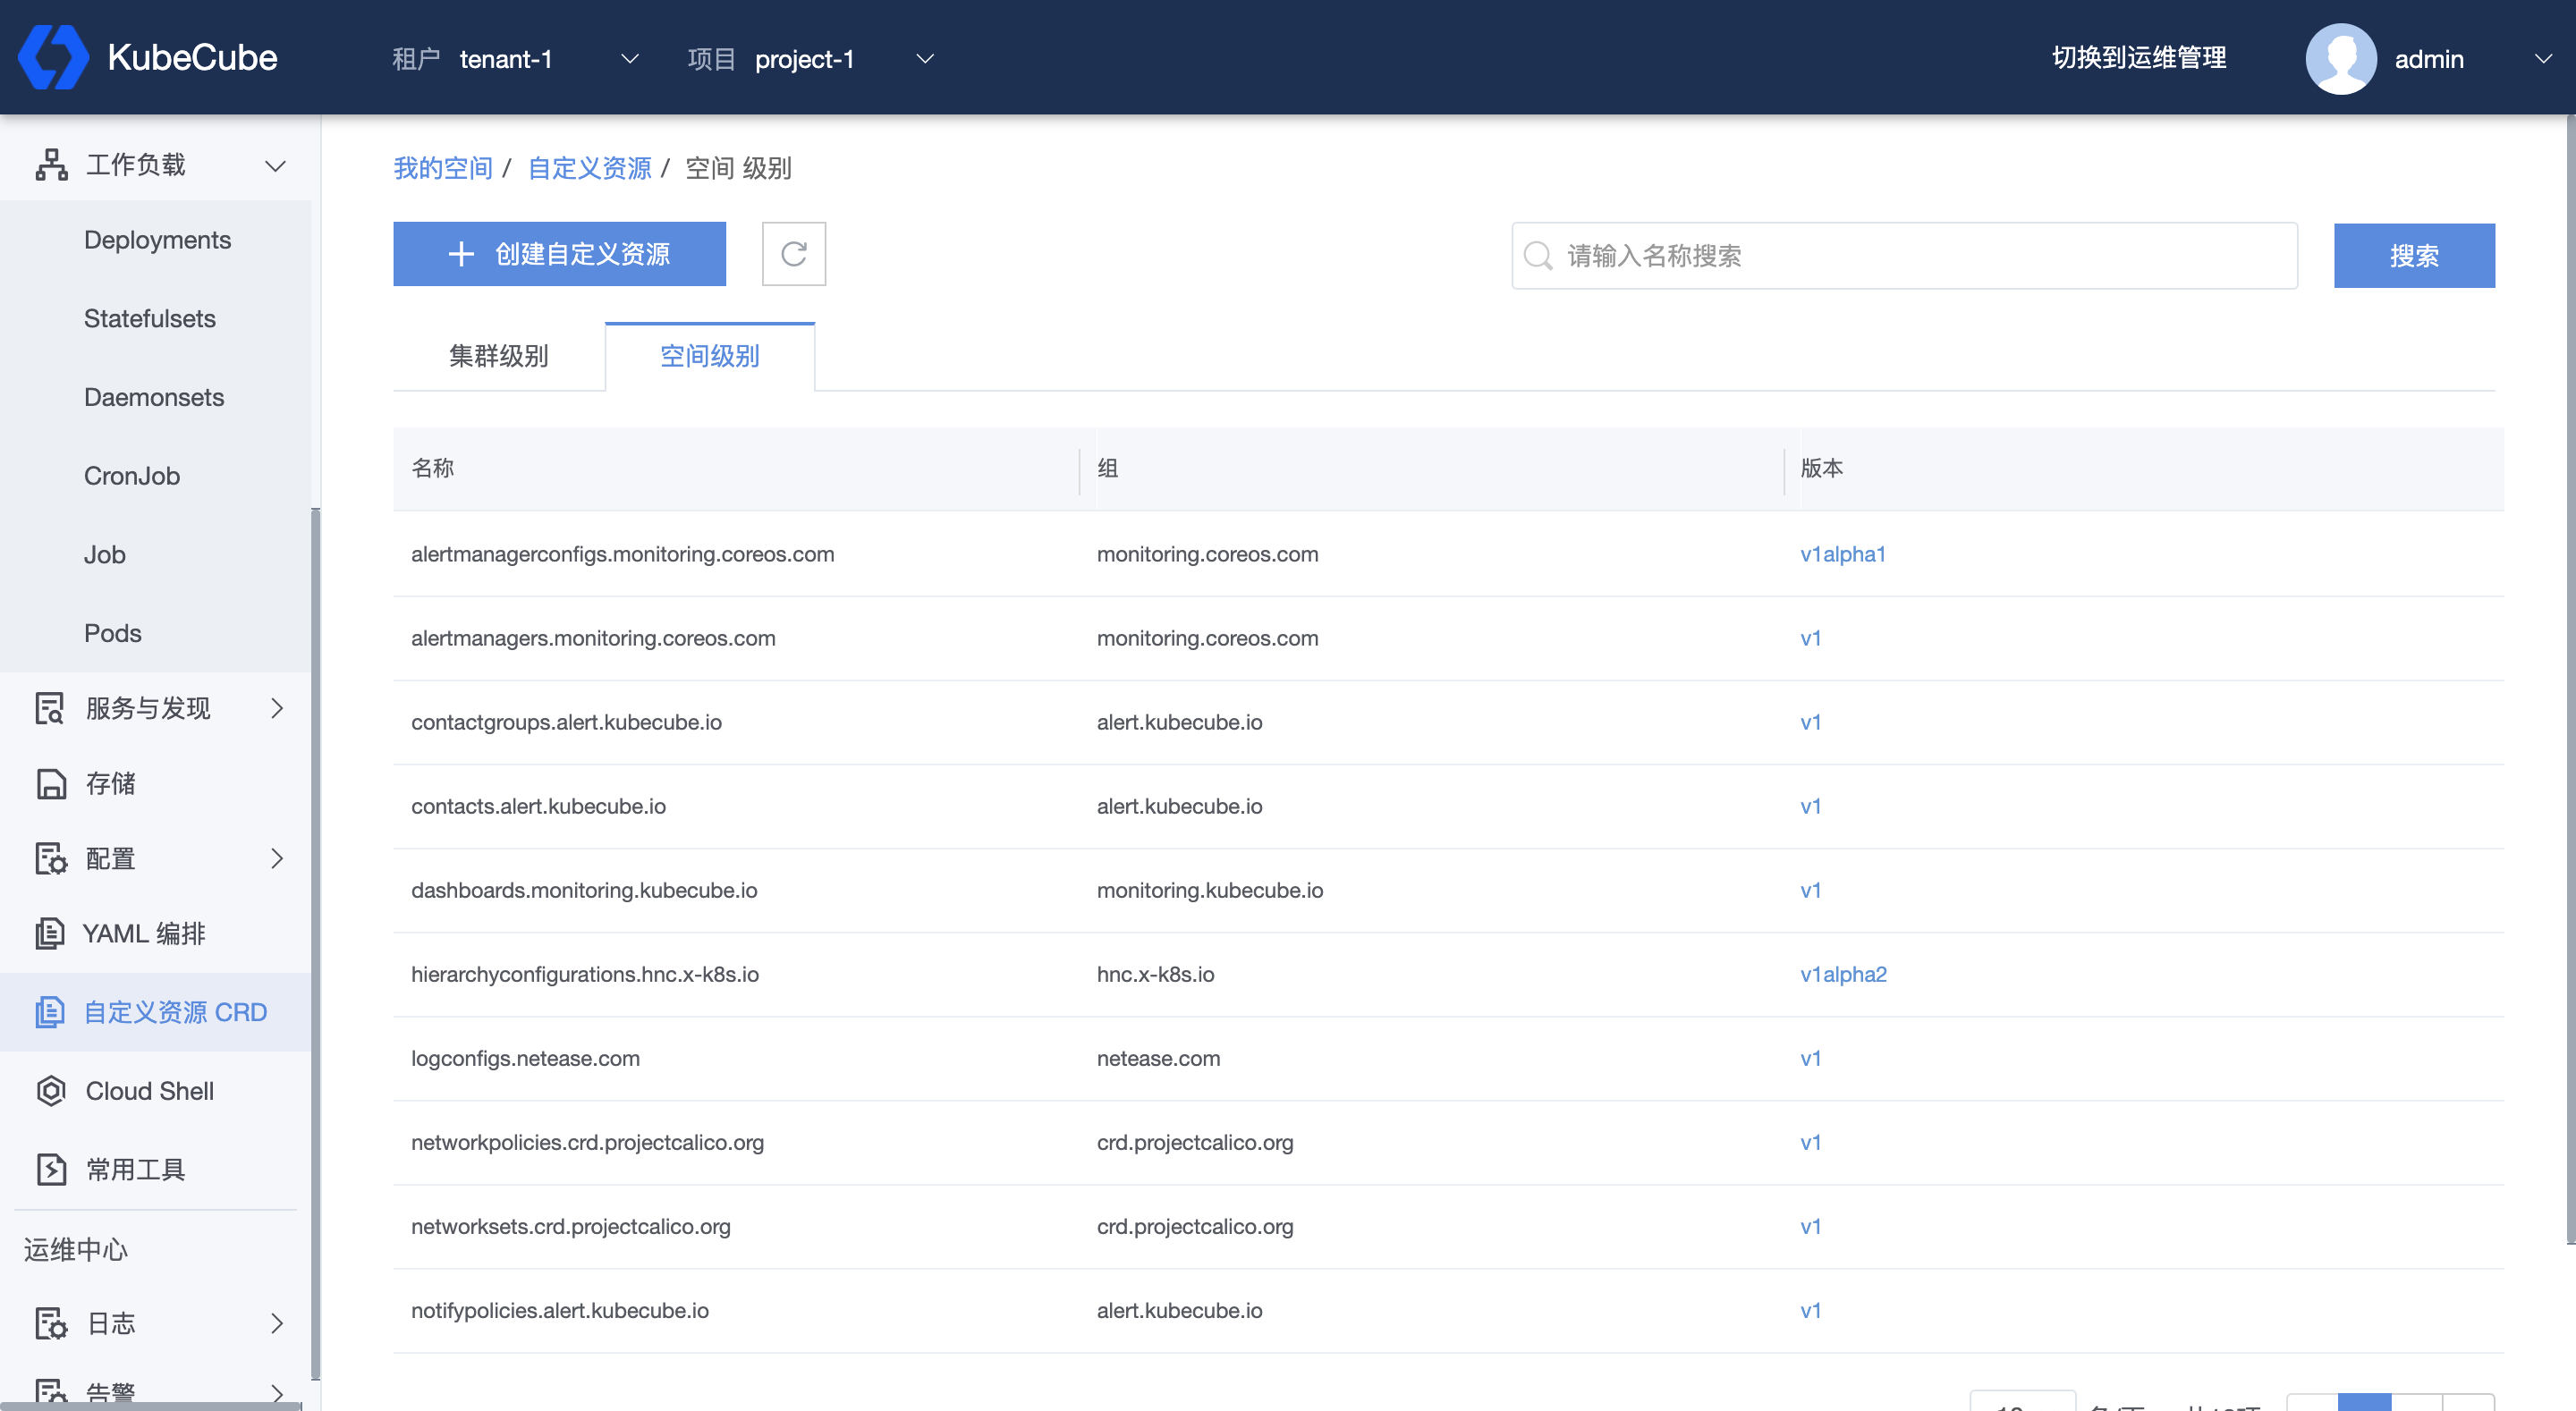 KubeCube
租户 tenant-1 项目 project-1 切换到运维管理 admin
工作负载
Deployments
Statefulsets
Daemonsets
CronJob
Job
Pods
服务与发现
存储
配置
YAML 编排
自定义资源 CRD
Cloud Shell
常用工具
运维中心
日志
告警
我的空间 / 自定义资源 / 空间 级别
创建自定义资源
请输入名称搜索 搜索
集群级别 空间级别
名称 组 版本
alertmanagerconfigs.monitoring.coreos.com monitoring.coreos.com v1alpha1
alertmanagers.monitoring.coreos.com monitoring.coreos.com v1
contactgroups.alert.kubecube.io alert.kubecube.io v1
contacts.alert.kubecube.io alert.kubecube.io v1
dashboards.monitoring.kubecube.io monitoring.kubecube.io v1
hierarchyconfigurations.hnc.x-k8s.io hnc.x-k8s.io v1alpha2
logconfigs.netease.com netease.com v1
networkpolicies.crd.projectcalico.org crd.projectcalico.org v1
networksets.crd.projectcalico.org crd.projectcalico.org v1
notifypolicies.alert.kubecube.io alert.kubecube.io v1